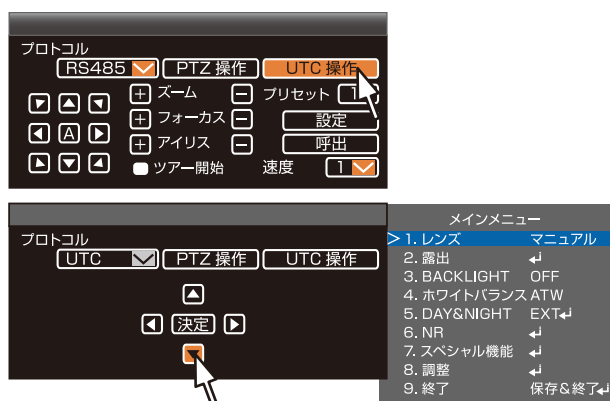 プロトコル
RS485 PTZ 操作 UTC 操作
＋ ズーム － プリセット 1
＋ フォーカス － 設定
A ＋ アイリス － 呼出
ツアー開始 速度 1
プロトコル
UTC PTZ 操作 UTC 操作
決定
メインメニュー
>1. レンズ マニュアル
2. 露出 ↵
3. BACKLIGHT OFF
4. ホワイトバランス ATW
5. DAY&NIGHT EXT↵
6. NR ↵
7. スペシャル機能 ↵
8. 調整 ↵
9. 終了 保存&終了↵